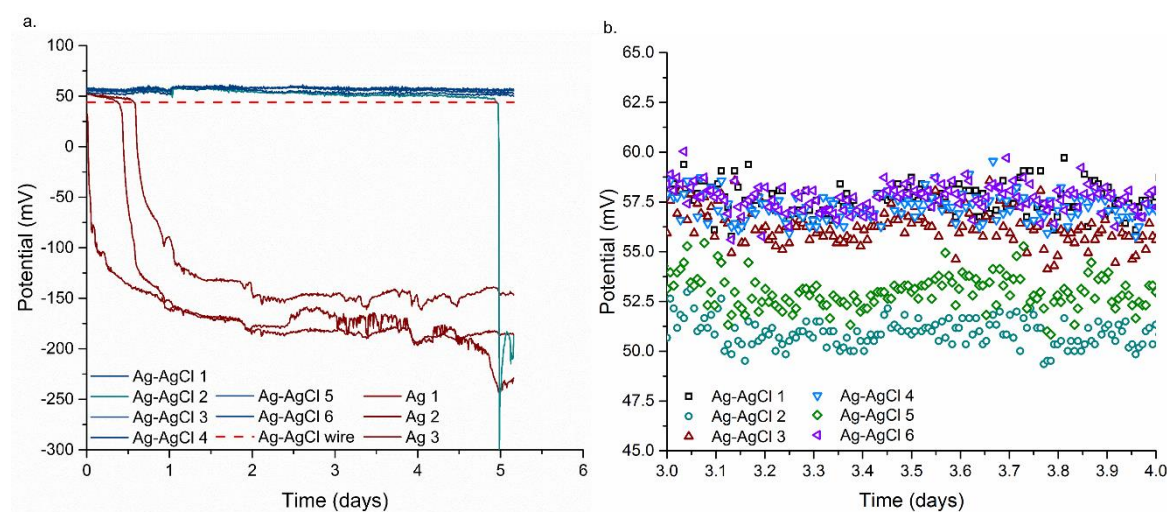 a.
100
50
0
-50
-100
-150
-200
-250
-300
Potential (mV)
0 1 2 3 4 5 6
Time (days)
Ag-AgCl 1
Ag-AgCl 2
Ag-AgCl 3
Ag-AgCl 4
Ag-AgCl 5
Ag-AgCl 6
Ag-AgCl wire
Ag 1
Ag 2
Ag 3
b.
65.0
62.5
60.0
57.5
55.0
52.5
50.0
47.5
45.0
Potential (mV)
3.0 3.1 3.2 3.3 3.4 3.5 3.6 3.7 3.8 3.9 4.0
Time (days)
Ag-AgCl 1
Ag-AgCl 2
Ag-AgCl 3
Ag-AgCl 4
Ag-AgCl 5
Ag-AgCl 6